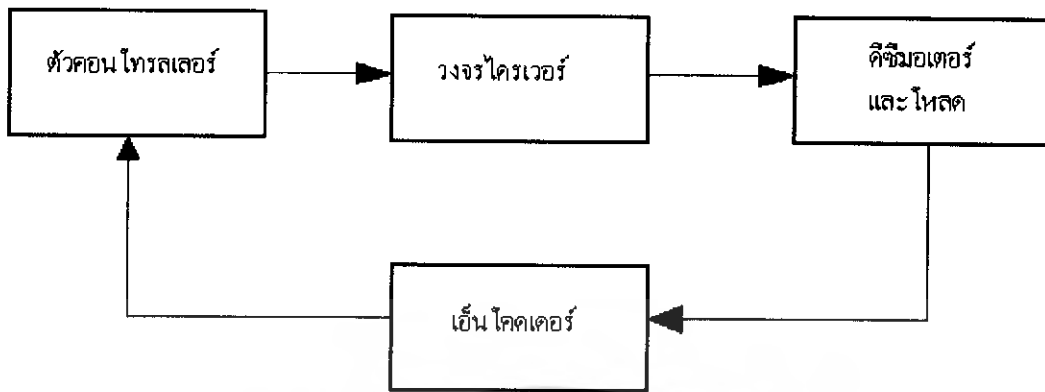 ตัวคอนโทรลเลอร์
วงจรไดรเวอร์
ดีซีมอเตอร์
และโหลด
เอ็นโคดเดอร์